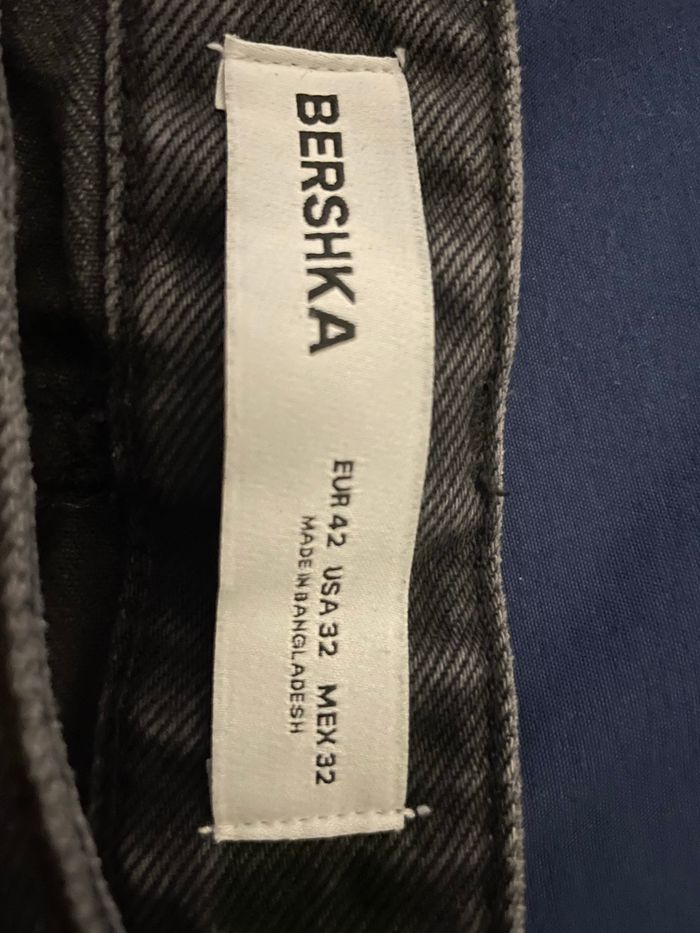 BERSHKA
EUR 42 USA 32 MEX 32
MADE IN BANGLADESH